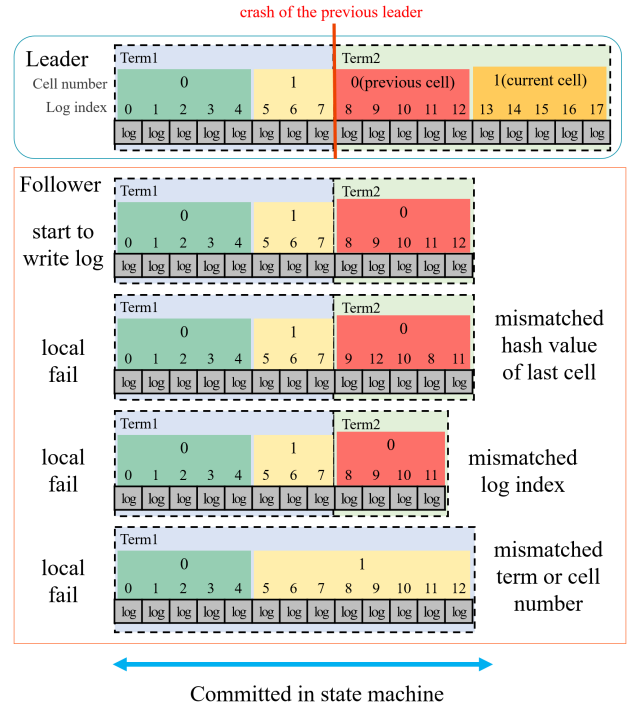 crash of the previous leader
Leader
Term1
Term2
Cell number
0
1
0(previous cell)
1(current cell)
Log index
0 1 2 3 4 5 6 7 8 9 10 11 12 13 14 15 16 17
log log log log log log log log log log log log log log log log log log
Follower
Term1
Term2
start to
write log
0
1
0
0 1 2 3 4 5 6 7 8 9 10 11 12
log log log log log log log log log log log log log
Term1
Term2
local
fail
0
1
0
0 1 2 3 4 5 6 7 9 12 10 8 11
log log log log log log log log log log log log log
mismatched
hash value
of last cell
Term1
Term2
local
fail
0
1
0
0 1 2 3 4 5 6 7 8 9 10 11
log log log log log log log log log log log log
mismatched
log index
Term1
local
fail
0
1
0 1 2 3 4 5 6 7 8 9 10 11 12
log log log log log log log log log log log log log
mismatched
term or cell
number
Committed in state machine